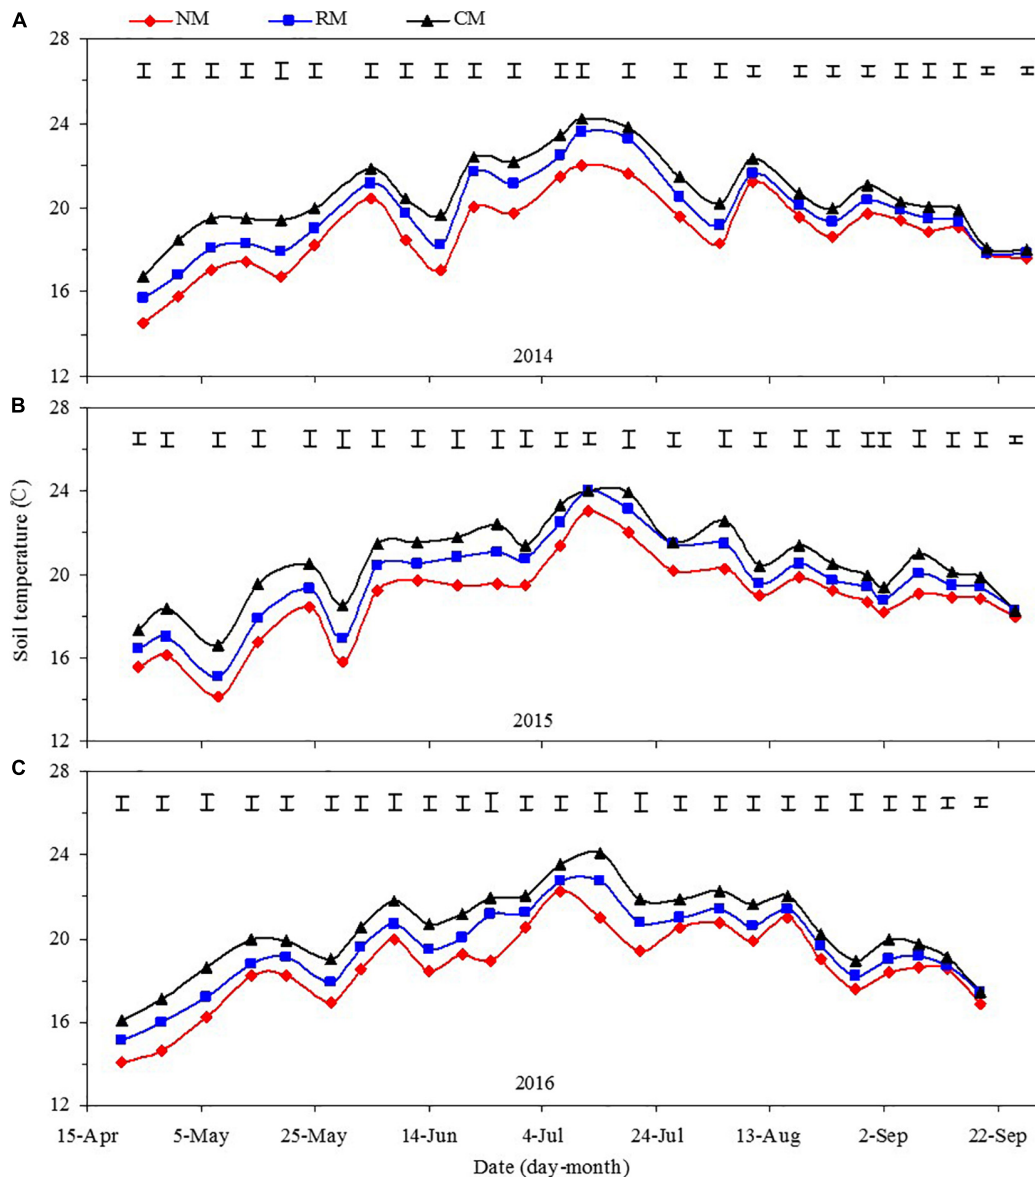 A
NM RM CM
28
24
20
16
12
2014
B
28
24
20
16
12
2015
Soil temperature (℃)
C
28
24
20
16
12
2016
15-Apr 5-May 25-May 14-Jun 4-Jul 24-Jul 13-Aug 2-Sep 22-Sep
Date (day-month)